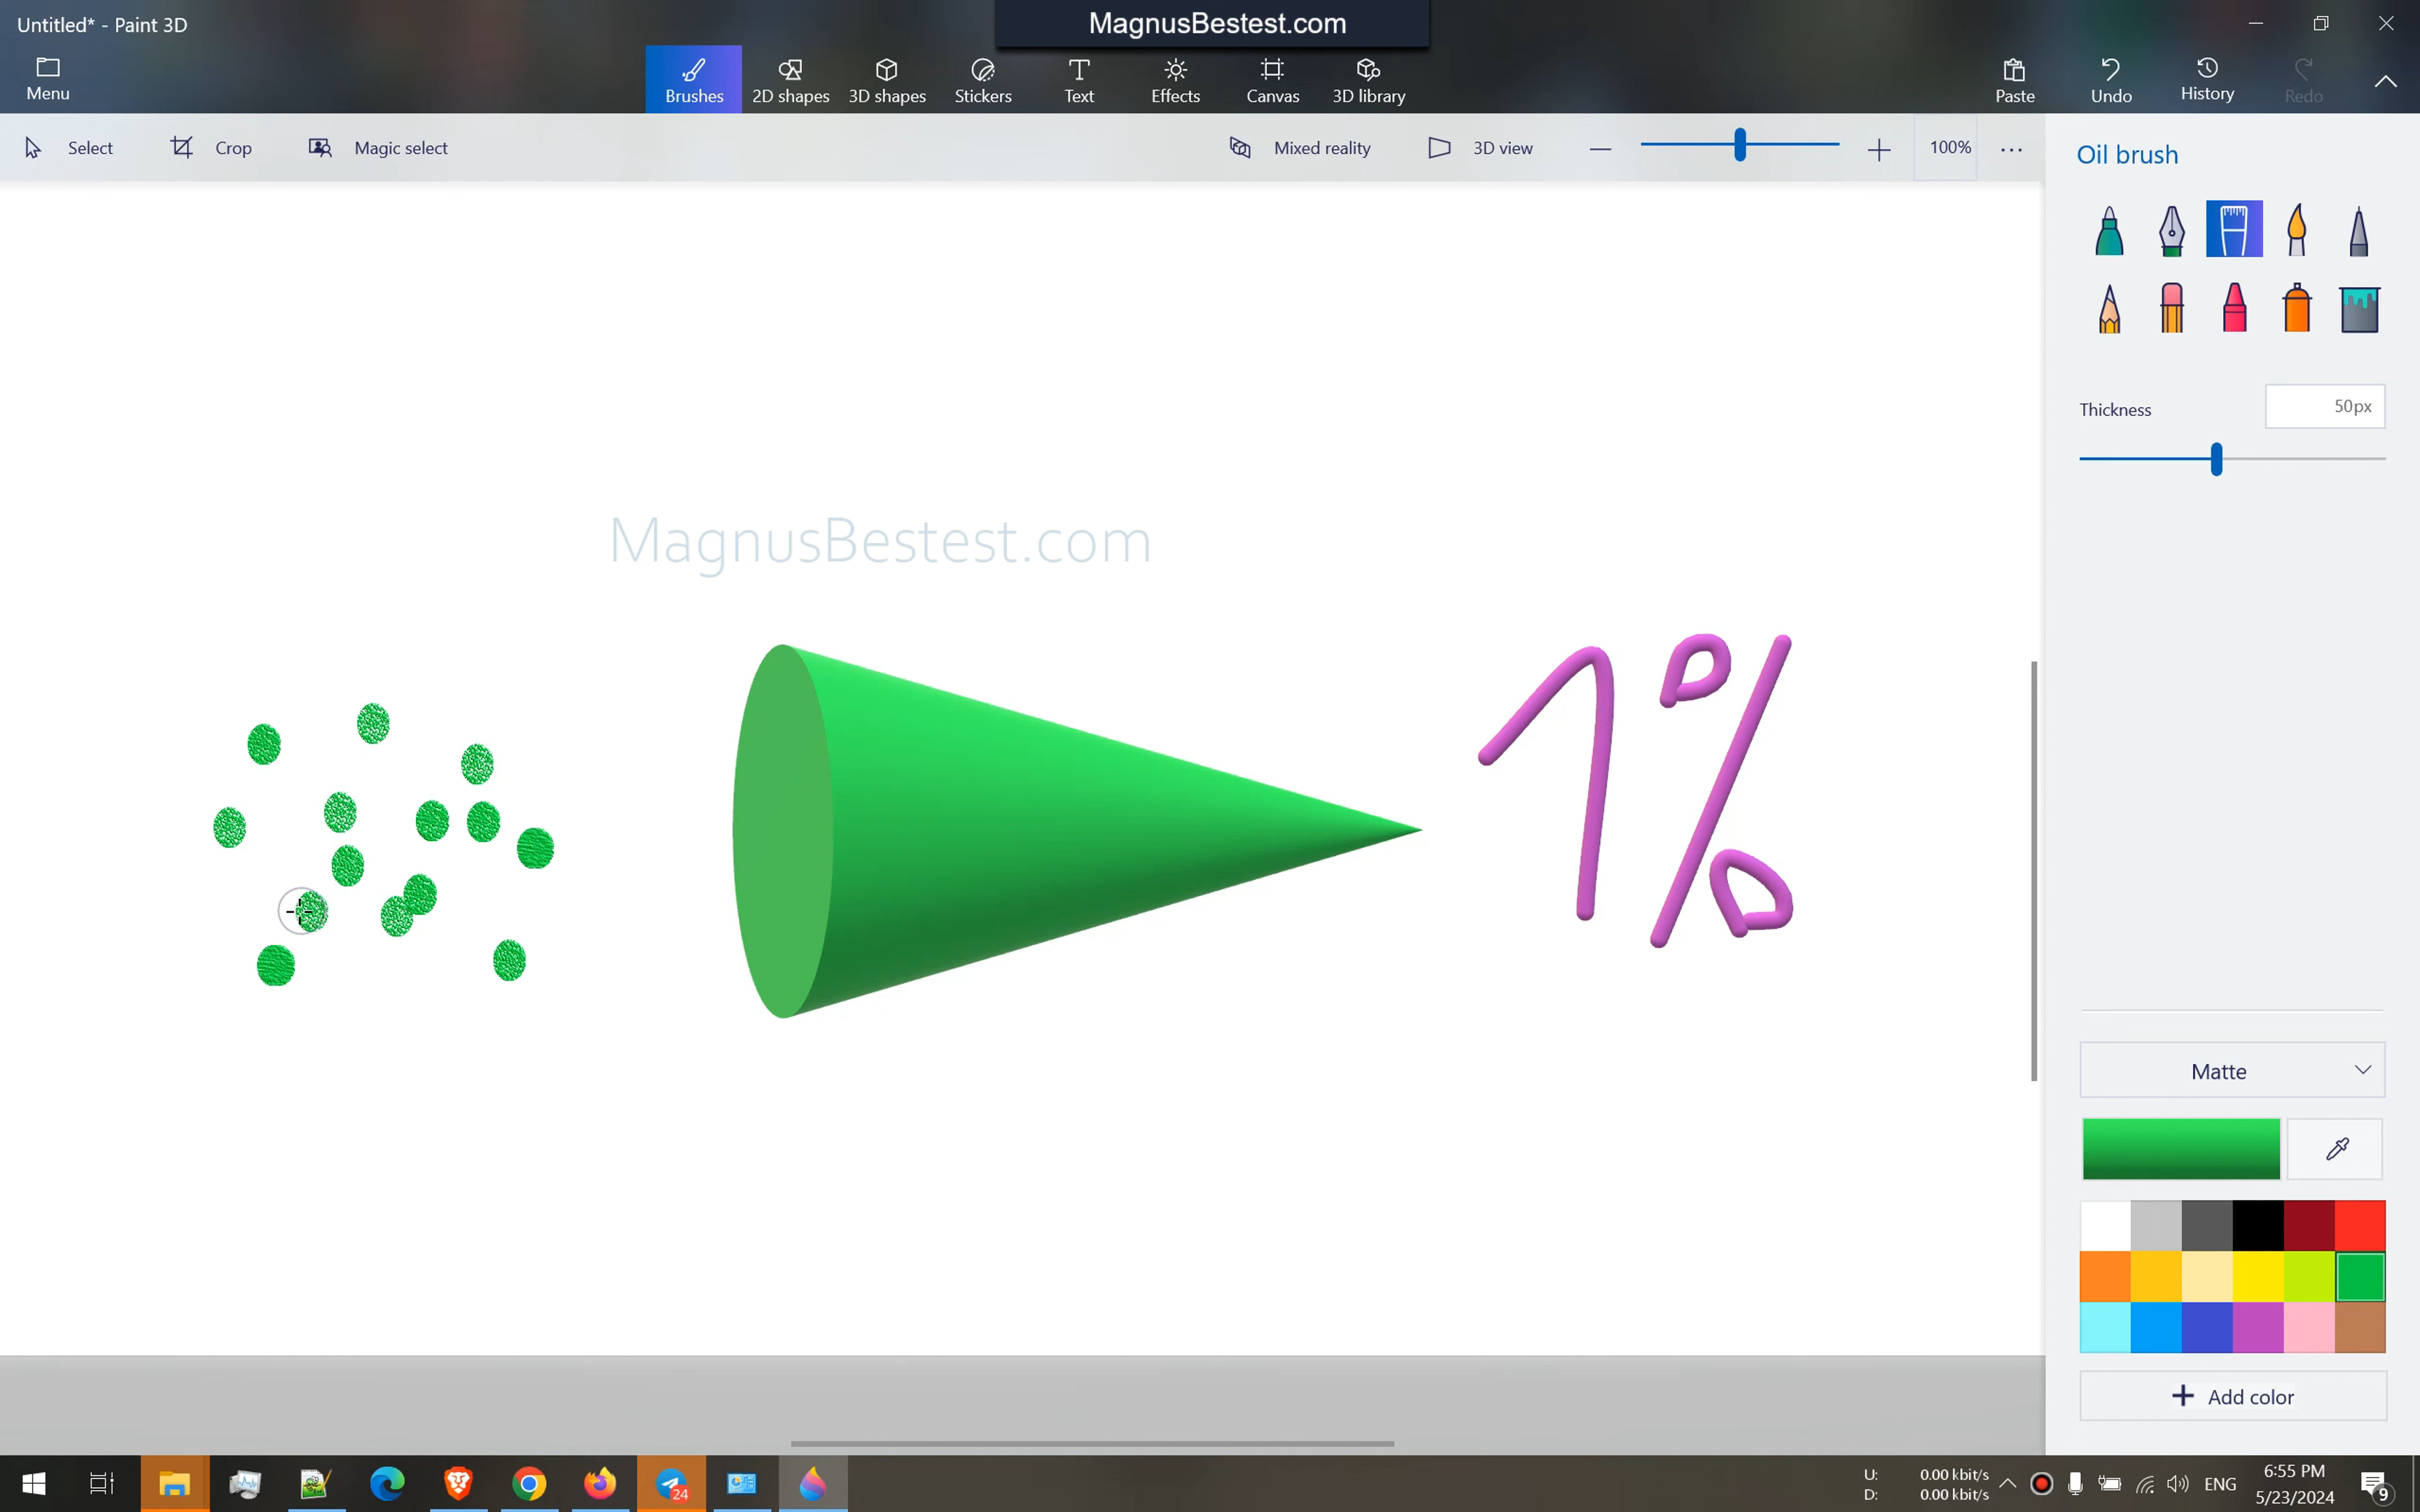 Untitled* - Paint 3D
MagnusBestest.com
Menu
Brushes
2D shapes
3D shapes
Stickers
Text
Effects
Canvas
3D library
Paste
Undo
History
Redo
Select
Crop
Magic select
Mixed reality
3D view
100%
Oil brush
Thickness
50px
MagnusBestest.com
1%
Matte
Add color
24
U: 0.00 kbit/s
D: 0.00 kbit/s
ENG
6:55 PM
5/23/2024
9